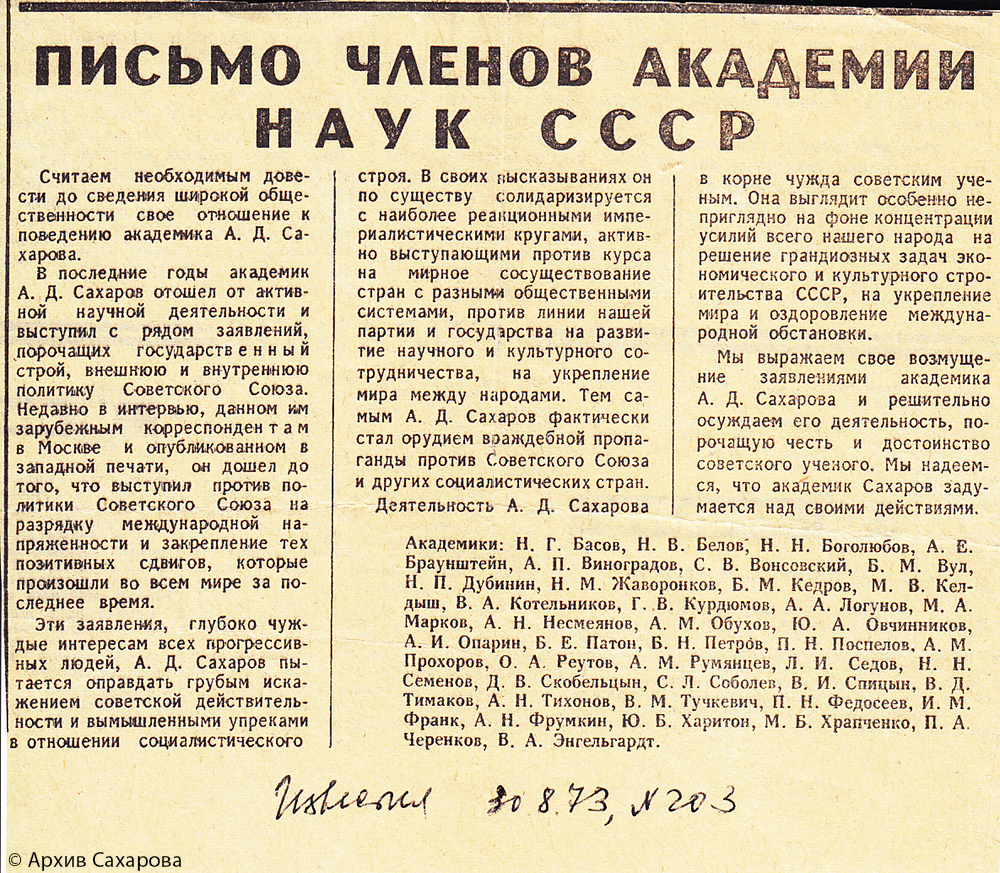 ПИСЬМО ЧЛЕНОВ АКАДЕМИИ
НАУК СССР
Считаем необходимым дове-
сти до сведения широкой обще-
ственности свое отношение к
поведению академика А. Д. Са-
харова.
В последние годы академик
А. Д. Сахаров отошел от актив-
ной научной деятельности и
выступил с рядом заявлений,
порочащих государственный
строй, внешнюю и внутреннюю
политику Советского Союза.
Недавно в интервью, данном им
зарубежным корреспондентам
в Москве и опубликованном в
западной печати, он дошел до
того, что выступил против по-
литики Советского Союза на
разрядку международной на-
пряженности и закрепление тех
позитивных сдвигов, которые
произошли во всем мире за по-
следнее время.
Эти заявления, глубоко чуж-
дые интересам всех прогрессив-
ных людей, А. Д. Сахаров пы-
тается оправдать грубым иска-
жением советской действитель-
ности и вымышленными упреками
в отношении социалистического
строя. В своих высказываниях он
по существу солидаризируется
с наиболее реакционными импе-
риалистическими кругами, актив-
но выступающими против курса
на мирное сосуществование
стран с разными общественными
системами, против линии нашей
партии и государства на разви-
тие научного и культурного со-
трудничества, на укрепление
мира между народами. Тем са-
мым А. Д. Сахаров фактически
стал орудием враждебной пропа-
ганды против Советского Союза
и других социалистических стран.
Деятельность А. Д. Сахарова
в корне чужда советским уче-
ным. Она выглядит особенно не-
приглядно на фоне концентрации
усилий всего нашего народа на
решение грандиозных задач эко-
номического и культурного стро-
ительства СССР, на укрепление
мира и оздоровление междуна-
родной обстановки.
Мы выражаем свое возмуще-
ние заявлениями академика
А. Д. Сахарова и решительно
осуждаем его деятельность, по-
рочащую честь и достоинство
советского ученого. Мы надеем-
ся, что академик Сахаров заду-
мается над своими действиями.
Академики: Н. Г. Басов, Н. В. Белов, Н. Н. Боголюбов, А. Е.
Браунштейн, А. П. Виноградов, С. В. Вонсовский, Б. М. Вул,
Н. П. Дубинин, Н. М. Жаворонков, Б. М. Кедров, М. В. Кел-
дыш, В. А. Котельников, Г. В. Курдюмов, А. А. Логунов, М. А.
Марков, А. Н. Несмеянов, А. М. Обухов, Ю. А. Овчинников,
А. И. Опарин, Б. Е. Патон, Б. Н. Петров, П. Н. Поспелов, А. М.
Прохоров, О. А. Реутов, А. М. Румянцев, Л. И. Седов, Н. Н.
Семенов, Д. В. Скобельцын, С. Л. Соболев, В. И. Спицын, В. Д.
Тимаков, А. Н. Тихонов, В. М. Тучкевич, П. Н. Федосеев, И. М.
Франк, А. Н. Фрумкин, Ю. Б. Харитон, М. Б. Храпченко, П. А.
Черенков, В. А. Энгельгардт.
Известия 30 8.73, № 203
© Архив Сахарова